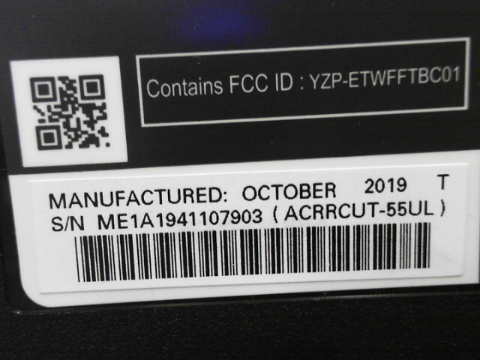 Contains FCC ID : YZP-ETWFFTBC01
MANUFACTURED: OCTOBER 2019 T
S/N ME1A1941107903 ( ACRRCUT-55UL )